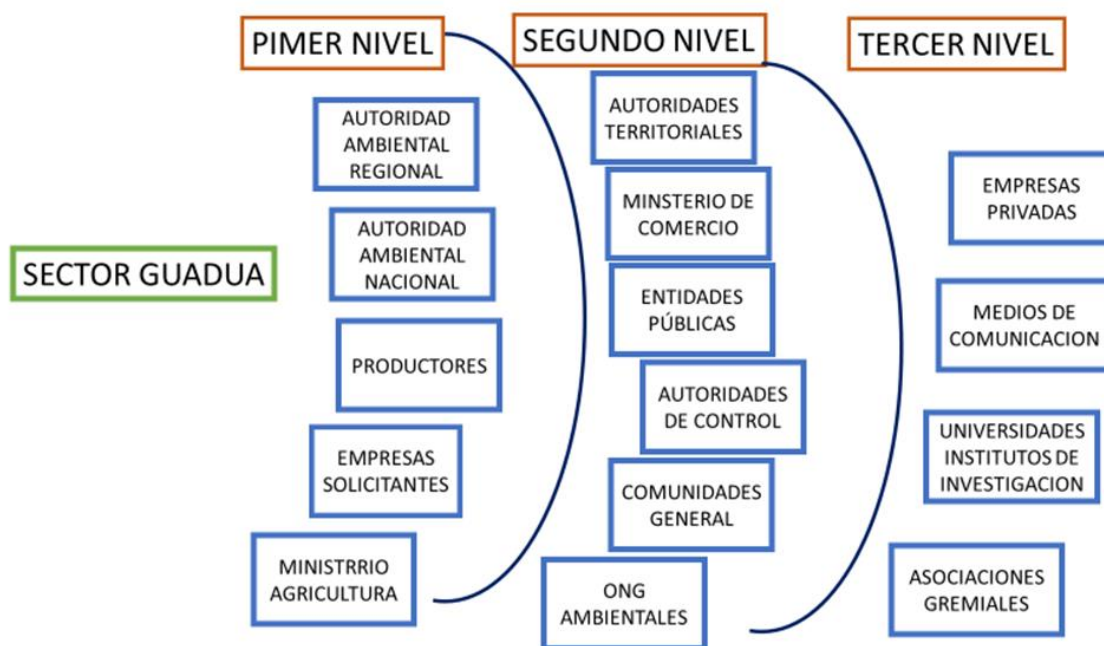 PIMER NIVEL
SEGUNDO NIVEL
TERCER NIVEL
SECTOR GUADUA
AUTORIDAD
AMBIENTAL
REGIONAL
AUTORIDAD
AMBIENTAL
NACIONAL
PRODUCTORES
EMPRESAS
SOLICITANTES
MINISTRRIO
AGRICULTURA
AUTORIDADES
TERRITORIALES
MINSTERIO DE
COMERCIO
ENTIDADES
PÚBLICAS
AUTORIDADES
DE CONTROL
COMUNIDADES
GENERAL
ONG
AMBIENTALES
EMPRESAS
PRIVADAS
MEDIOS DE
COMUNICACION
UNIVERSIDADES
INSTITUTOS DE
INVESTIGACION
ASOCIACIONES
GREMIALES